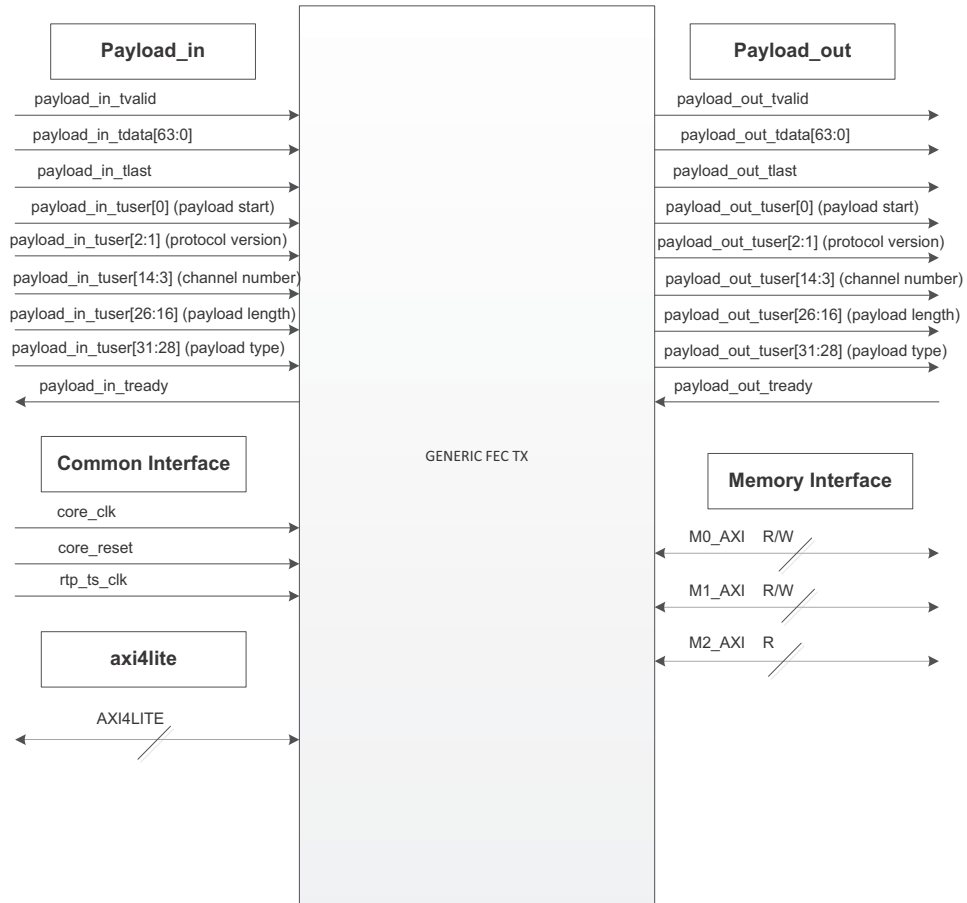 Payload_in
payload_in_tvalid
payload_in_tdata[63:0]
payload_in_tlast
payload_in_tuser[0] (payload start)
payload_in_tuser[2:1] (protocol version)
payload_in_tuser[14:3] (channel number)
payload_in_tuser[26:16] (payload length)
payload_in_tuser[31:28] (payload type)
payload_in_tready
Common Interface
core_clk
core_reset
rtp_ts_clk
axi4lite
AXI4LITE
GENERIC FEC TX
Payload_out
payload_out_tvalid
payload_out_tdata[63:0]
payload_out_tlast
payload_out_tuser[0] (payload start)
payload_out_tuser[2:1] (protocol version)
payload_out_tuser[14:3] (channel number)
payload_out_tuser[26:16] (payload length)
payload_out_tuser[31:28] (payload type)
payload_out_tready
Memory Interface
M0_AXI R/W
M1_AXI R/W
M2_AXI R